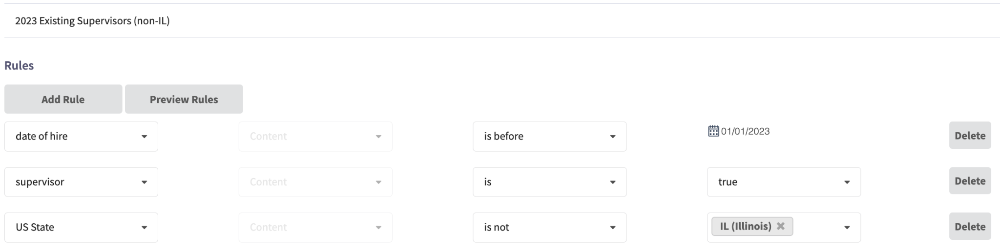 2023 Existing Supervisors (non-IL)
Rules
Add Rule Preview Rules
date of hire Content is before 01/01/2023 Delete
supervisor Content is true Delete
US State Content is not IL (Illinois) Delete